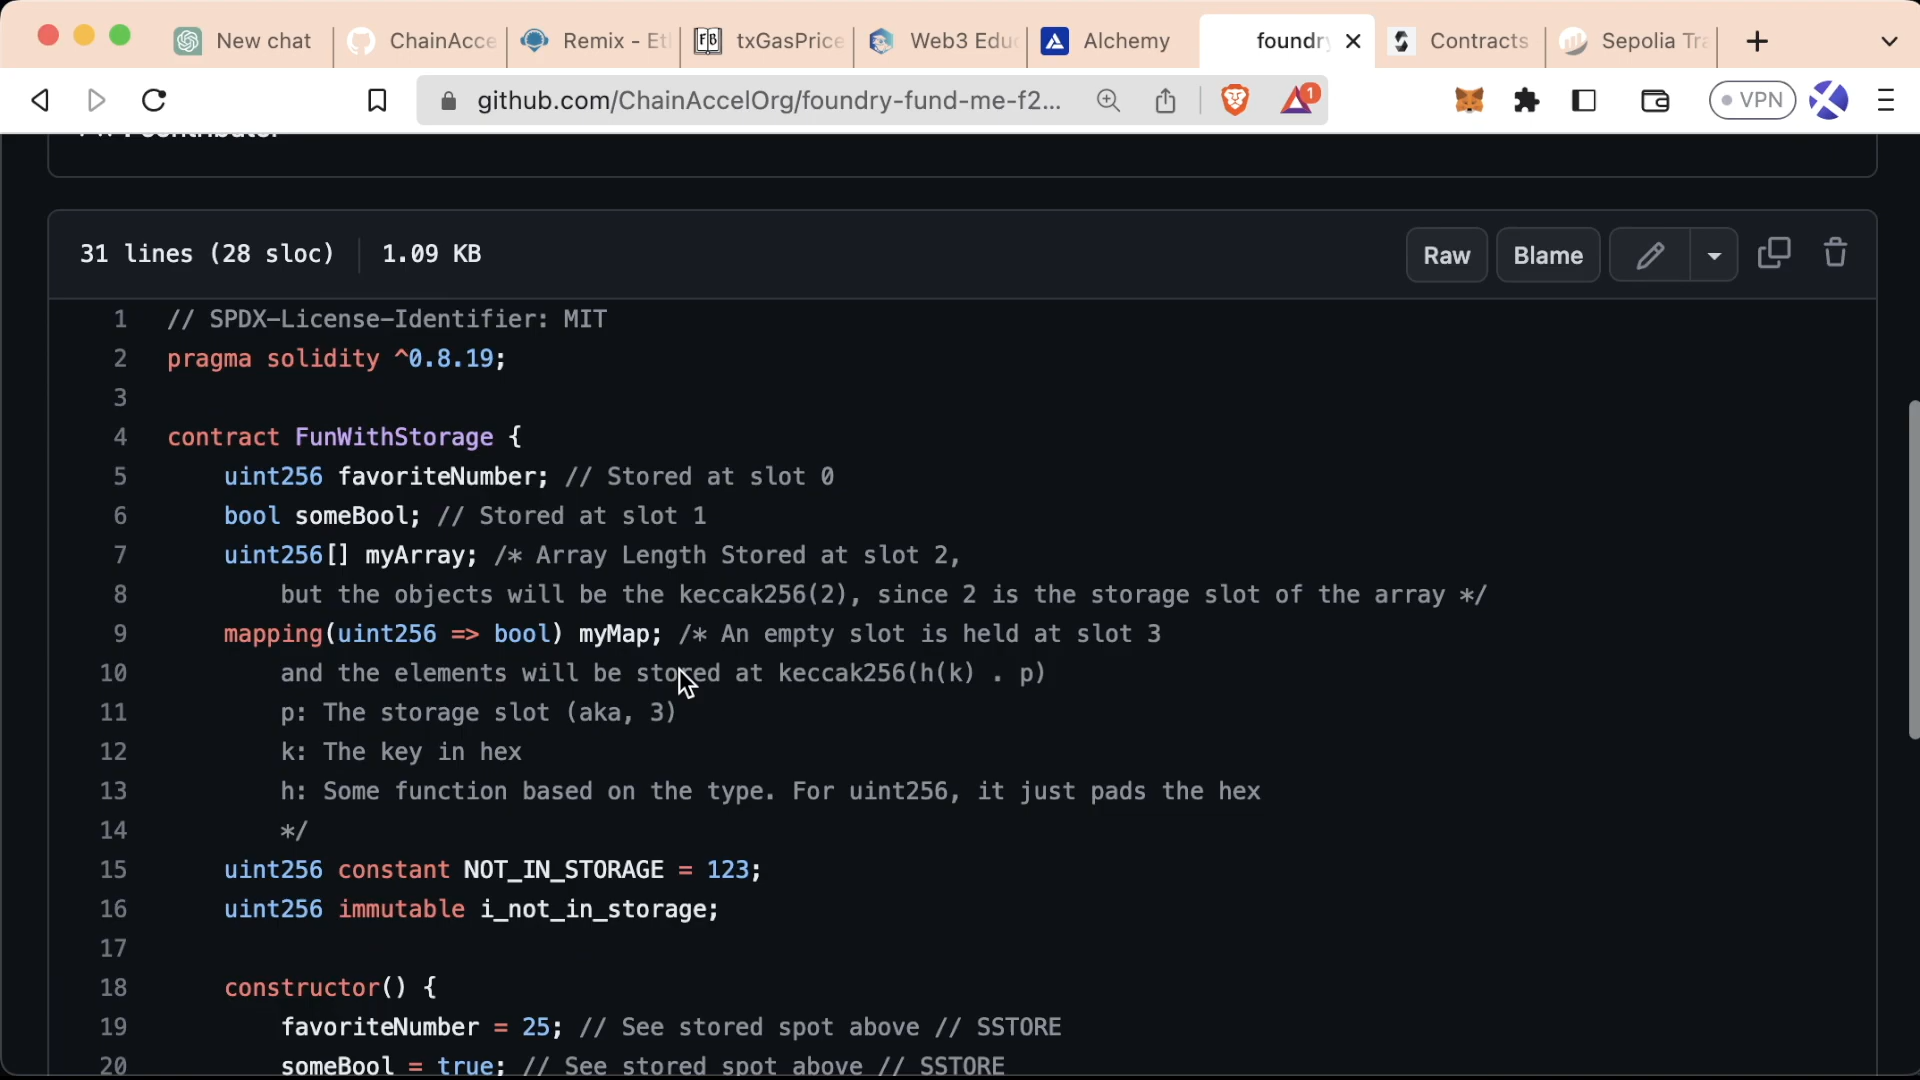 New chat
ChainAcce
Remix - Et
txGasPrice
Web3 Educ
Alchemy
foundry
Contracts
Sepolia Tra
github.com/ChainAccelOrg/foundry-fund-me-f2...
1
VPN
31 lines (28 sloc)
1.09 KB
Raw
Blame
1 // SPDX-License-Identifier: MIT
2 pragma solidity ^0.8.19;
3
4 contract FunWithStorage {
5 uint256 favoriteNumber; // Stored at slot 0
6 bool someBool; // Stored at slot 1
7 uint256[] myArray; /* Array Length Stored at slot 2,
8 but the objects will be the keccak256(2), since 2 is the storage slot of the array */
9 mapping(uint256 => bool) myMap; /* An empty slot is held at slot 3
10 and the elements will be stored at keccak256(h(k) . p)
11 p: The storage slot (aka, 3)
12 k: The key in hex
13 h: Some function based on the type. For uint256, it just pads the hex
14 */
15 uint256 constant NOT_IN_STORAGE = 123;
16 uint256 immutable i_not_in_storage;
17
18 constructor() {
19 favoriteNumber = 25; // See stored spot above // SSTORE
20 someBool = true; // See stored spot above // SSTORE